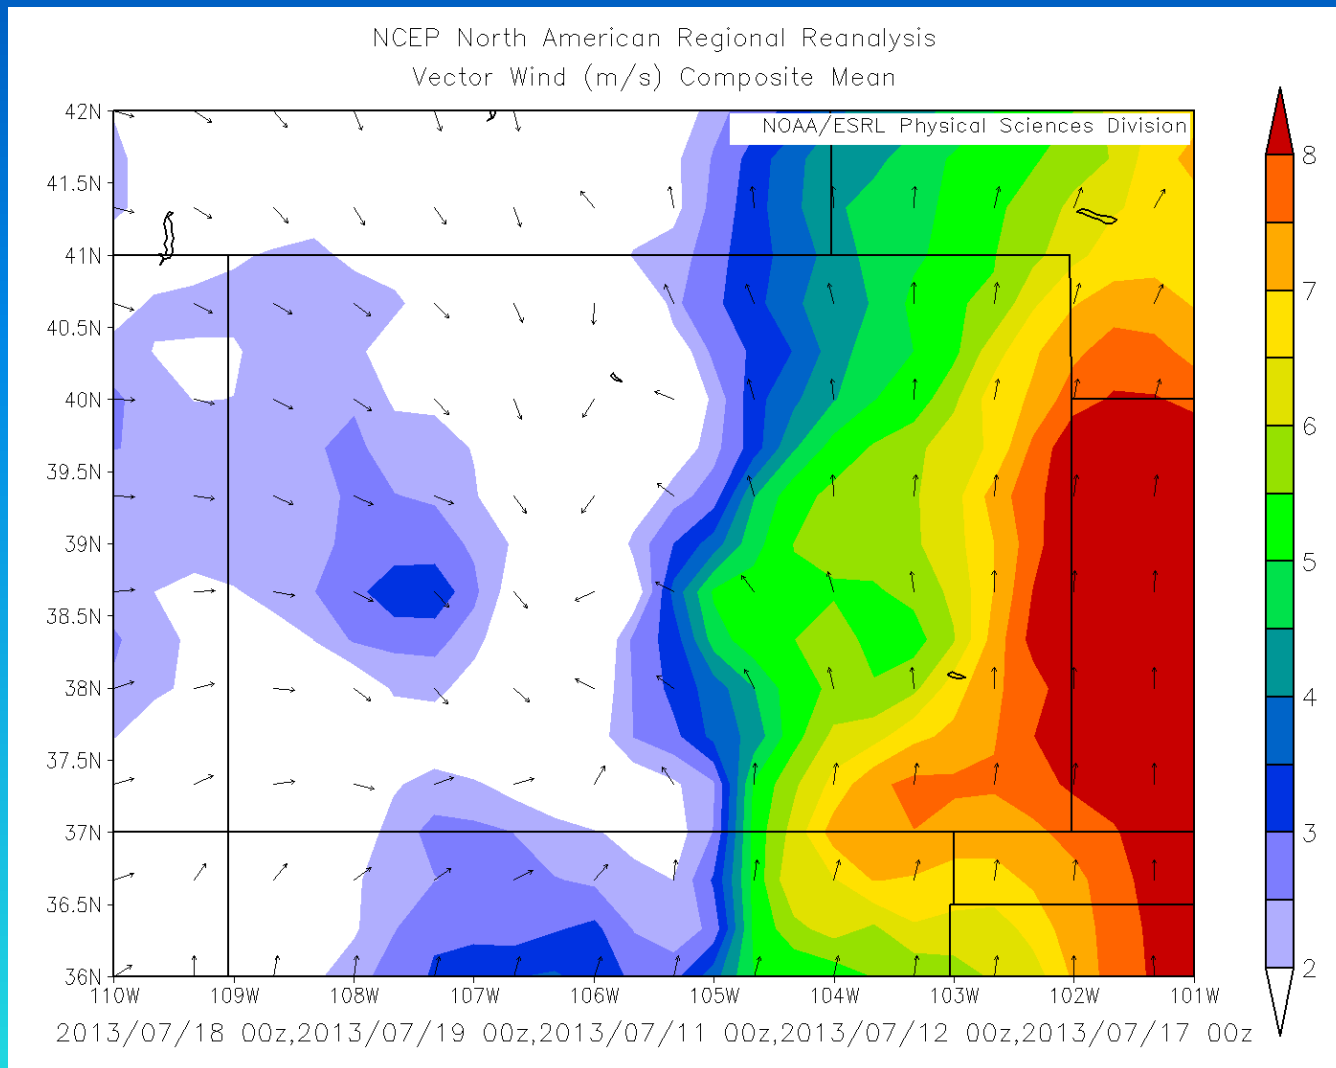 NCEP North American Regional Reanalysis
Vector Wind (m/s) Composite Mean
NOAA/ESRL Physical Sciences Division
42N
41.5N
41N
40.5N
40N
39.5N
39N
38.5N
38N
37.5N
37N
36.5N
36N
110W 109W 108W 107W 106W 105W 104W 103W 102W 101W
8
7
6
5
4
3
2
2013/07/18 00z,2013/07/19 00z,2013/07/11 00z,2013/07/12 00z,2013/07/17 00z